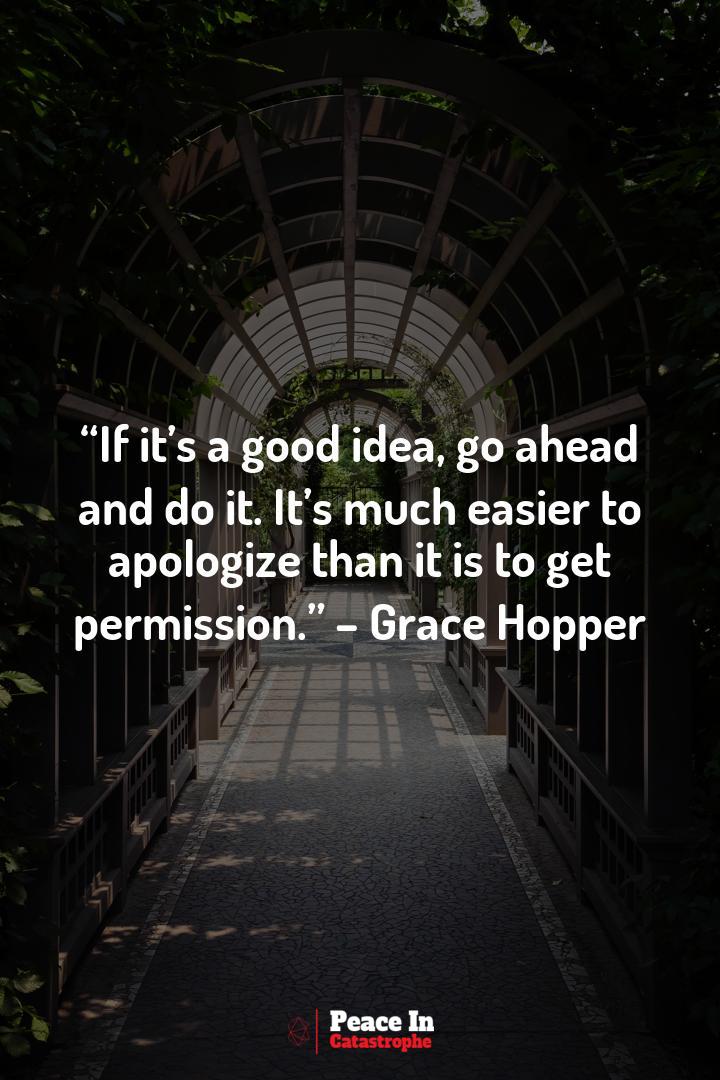 “If it’s a good idea, go ahead
and do it. It’s much easier to
apologize than it is to get
permission.” – Grace Hopper
Peace In
Catastrophe